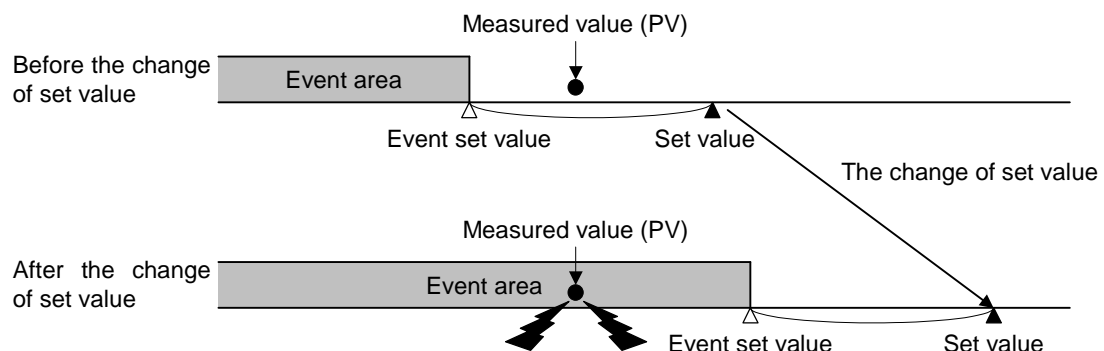 Measured value (PV)
Before the change
of set value
Event area
Event set value
Set value
The change of set value
Measured value (PV)
After the change
of set value
Event area
Event set value
Set value